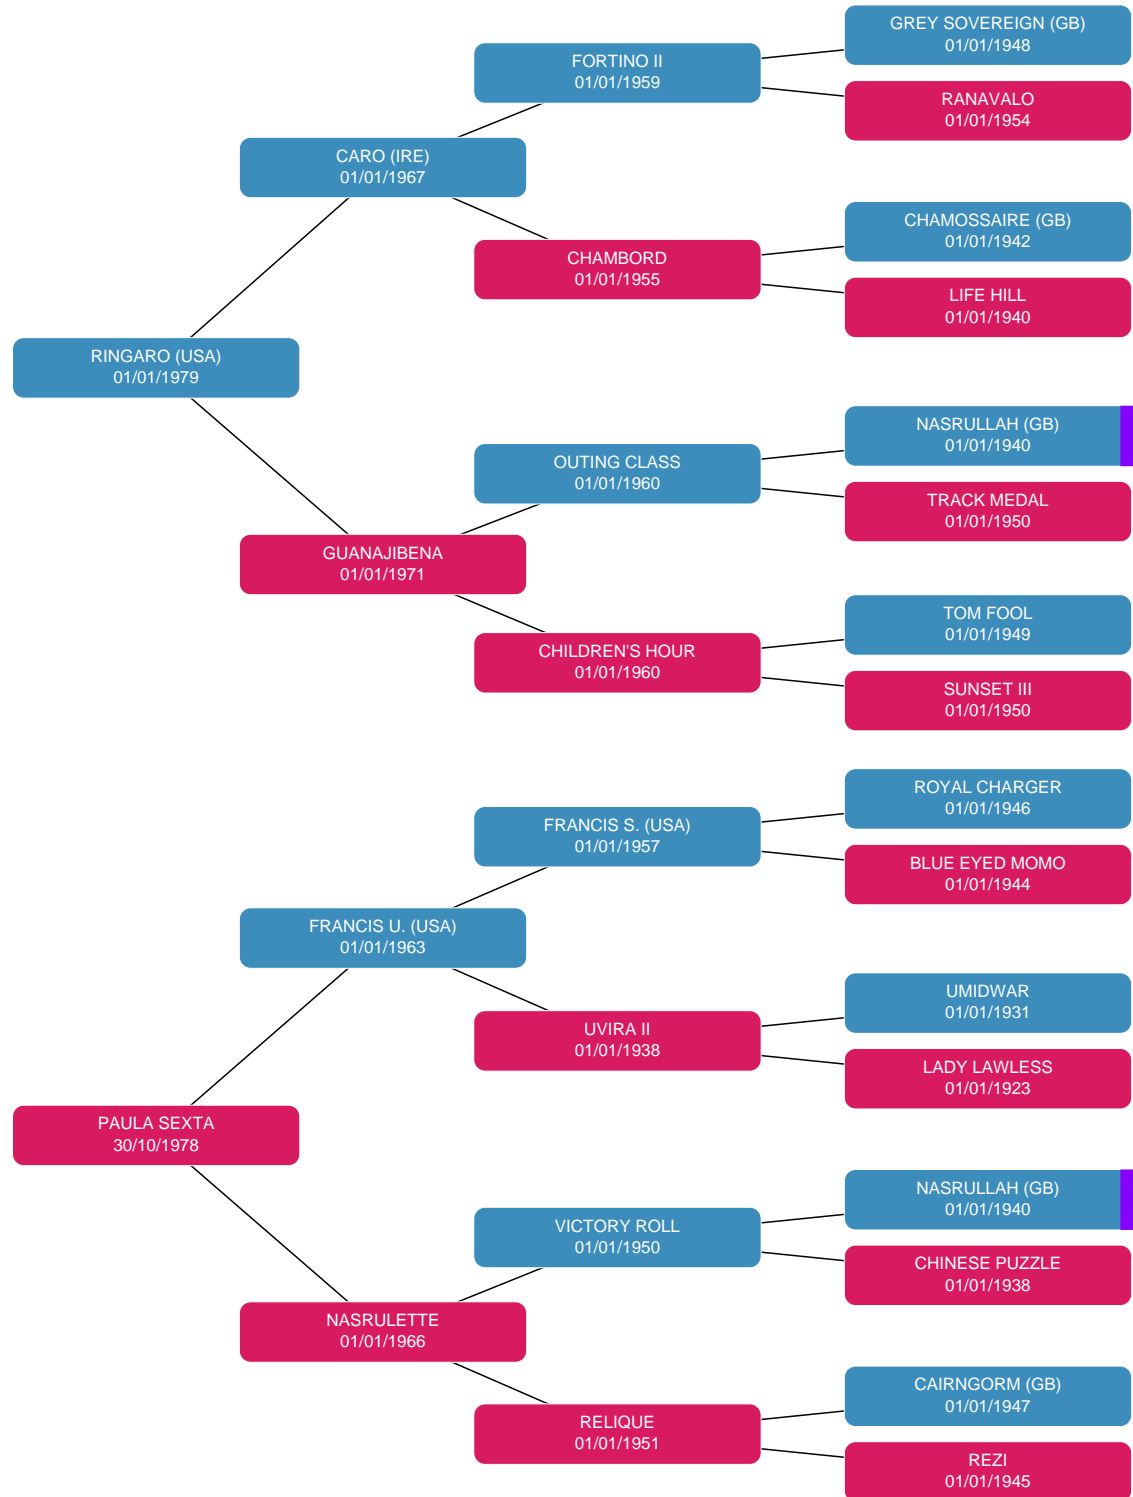 GREY SOVEREIGN (GB)
01/01/1948
FORTINO II
01/01/1959
RANAVALO
01/01/1954
CARO (IRE)
01/01/1967
CHAMOSSAIRE (GB)
01/01/1942
CHAMBORD
01/01/1955
LIFE HILL
01/01/1940
RINGARO (USA)
01/01/1979
NASRULLAH (GB)
01/01/1940
OUTING CLASS
01/01/1960
TRACK MEDAL
01/01/1950
GUANAJIBENA
01/01/1971
TOM FOOL
01/01/1949
CHILDREN'S HOUR
01/01/1960
SUNSET III
01/01/1950
ROYAL CHARGER
01/01/1946
FRANCIS S. (USA)
01/01/1957
BLUE EYED MOMO
01/01/1944
FRANCIS U. (USA)
01/01/1963
UMIDWAR
01/01/1931
UVIRA II
01/01/1938
LADY LAWLESS
01/01/1923
PAULA SEXTA
30/10/1978
NASRULLAH (GB)
01/01/1940
VICTORY ROLL
01/01/1950
CHINESE PUZZLE
01/01/1938
NASRULETTE
01/01/1966
CAIRNGORM (GB)
01/01/1947
RELIQUE
01/01/1951
REZI
01/01/1945